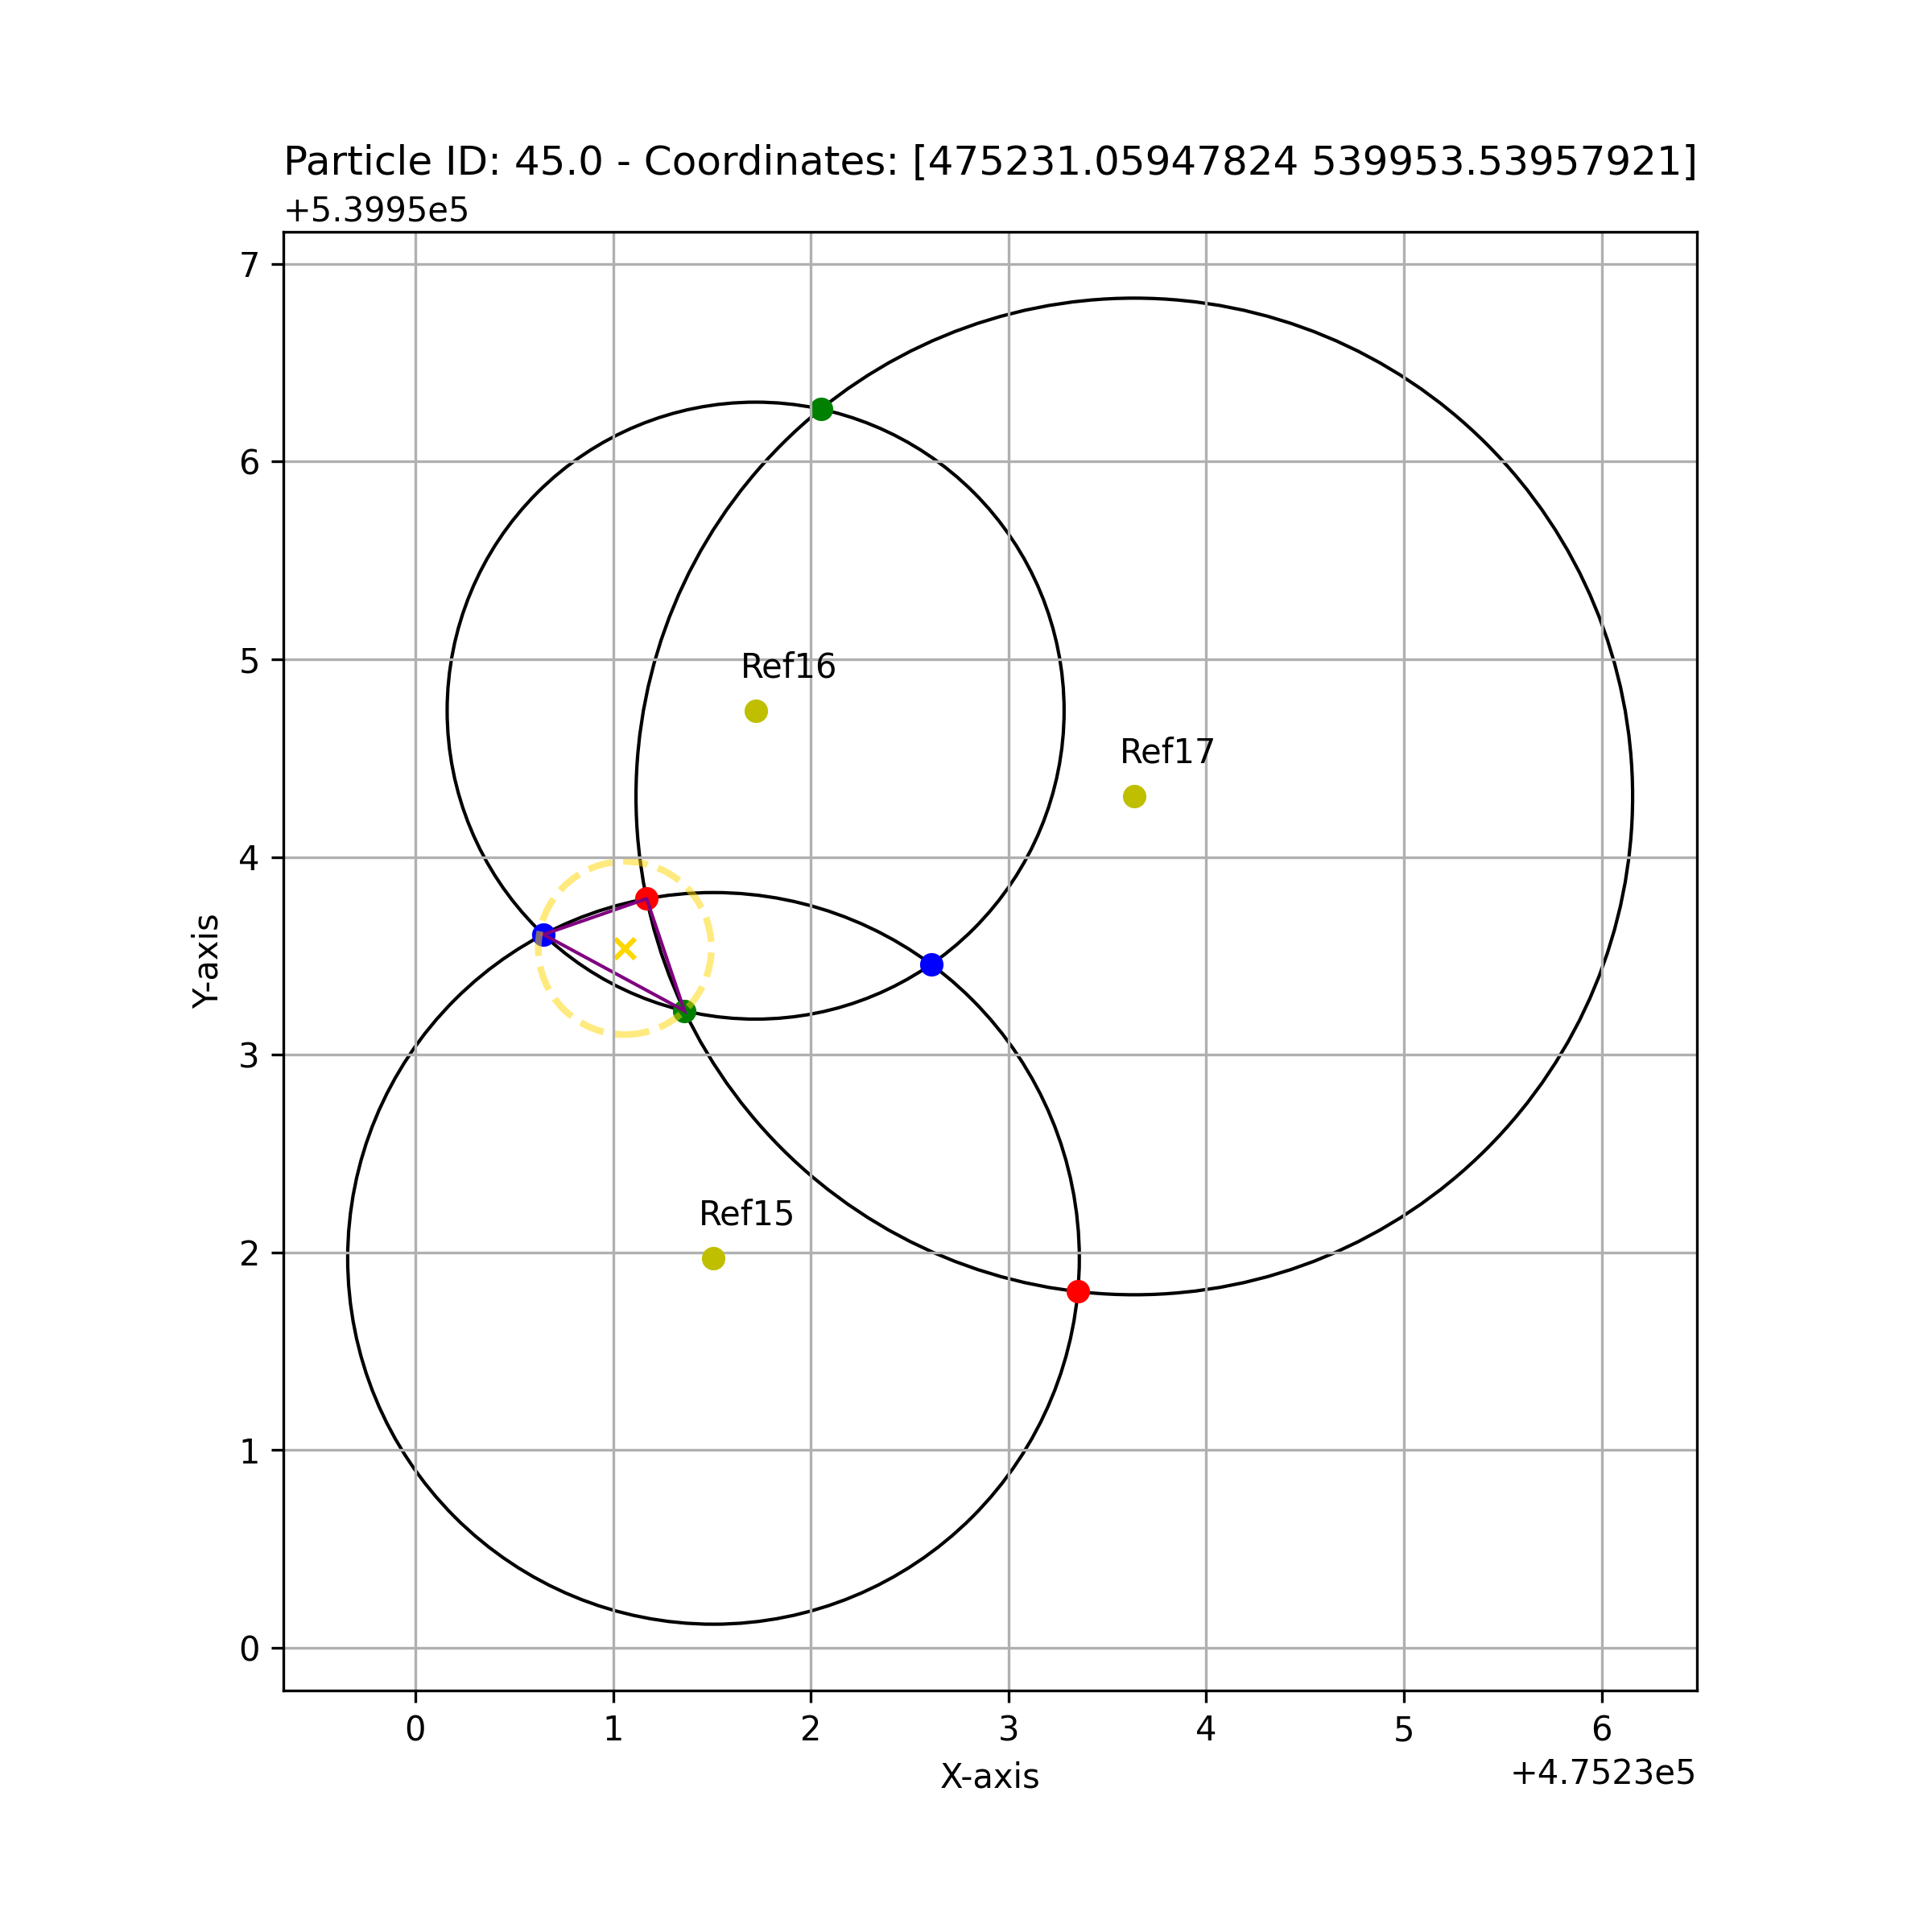 Particle ID: 45.0 - Coordinates: [475231.05947824 539953.53957921]
+5.3995e5
7
6
5
4
3
2
1
0
Y-axis
Ref16
Ref17
Ref15
0 1 2 3 4 5 6
X-axis
+4.7523e5